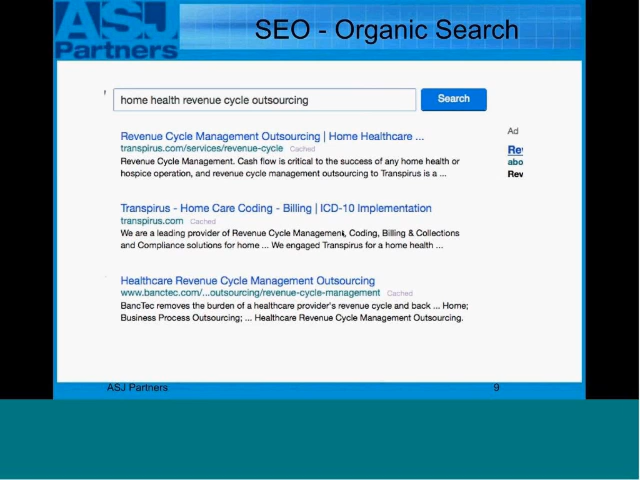 ASJ
Partners
SEO - Organic Search
home health revenue cycle outsourcing
Search
Revenue Cycle Management Outsourcing | Home Healthcare ...
transpirus.com/services/revenue-cycle Cached
Revenue Cycle Management. Cash flow is critical to the success of any home health or
hospice operation, and revenue cycle management outsourcing to Transpirus is a ...
Transpirus - Home Care Coding - Billing | ICD-10 Implementation
transpirus.com Cached
We are a leading provider of Revenue Cycle Management, Coding, Billing & Collections
and Compliance solutions for home ... We engaged Transpirus for a home health ...
Healthcare Revenue Cycle Management Outsourcing
www.banctec.com/...outsourcing/revenue-cycle-management Cached
BancTec removes the burden of a healthcare provider's revenue cycle and back ... Home;
Business Process Outsourcing; ... Healthcare Revenue Cycle Management Outsourcing.
Ad
Re
abo
Rev
ASJ Partners
9